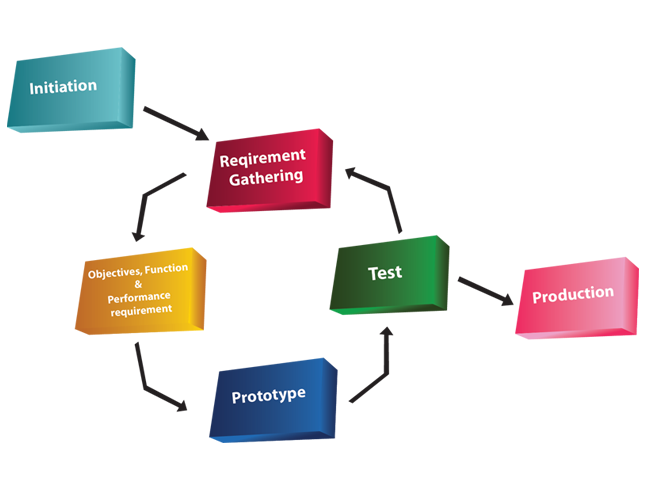 Initiation
Reqirement
Gathering
Objectives, Function
&
Performance
requirement
Test
Production
Prototype